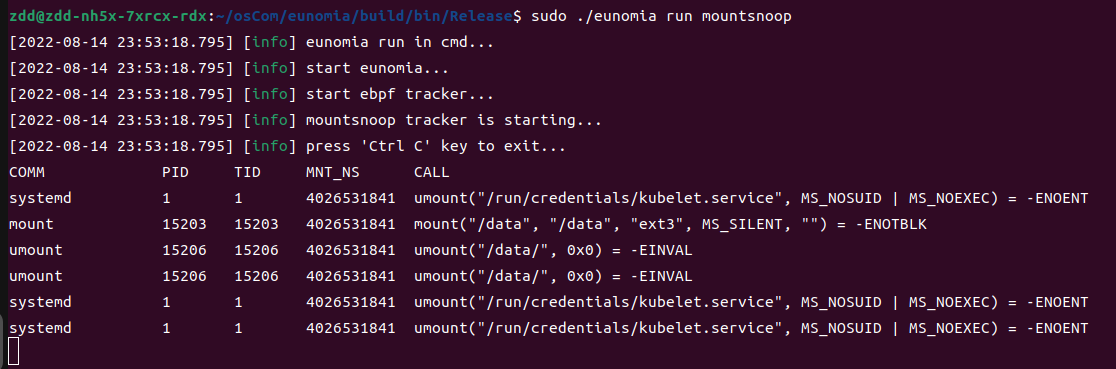 zdd@zdd-nh5x-7xrcx-rdx:~/osCom/eunomia/build/bin/Release$ sudo ./eunomia run mountsnoop
[2022-08-14 23:53:18.795] [info] eunomia run in cmd...
[2022-08-14 23:53:18.795] [info] start eunomia...
[2022-08-14 23:53:18.795] [info] start ebpf tracker...
[2022-08-14 23:53:18.795] [info] mountsnoop tracker is starting...
[2022-08-14 23:53:18.795] [info] press 'Ctrl C' key to exit...
COMM PID TID MNT_NS CALL
systemd 1 1 4026531841 umount("/run/credentials/kubelet.service", MS_NOSUID | MS_NOEXEC) = -ENOENT
mount 15203 15203 4026531841 mount("/data", "/data", "ext3", MS_SILENT, "") = -ENOTBLK
umount 15206 15206 4026531841 umount("/data/", 0x0) = -EINVAL
umount 15206 15206 4026531841 umount("/data/", 0x0) = -EINVAL
systemd 1 1 4026531841 umount("/run/credentials/kubelet.service", MS_NOSUID | MS_NOEXEC) = -ENOENT
systemd 1 1 4026531841 umount("/run/credentials/kubelet.service", MS_NOSUID | MS_NOEXEC) = -ENOENT